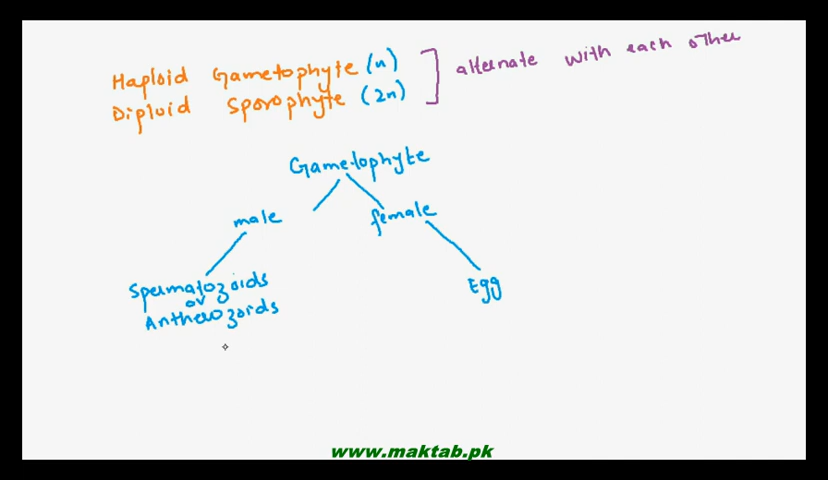 Haploid Gametophyte (n)
Diploid Sporophyte (2n)
alternate with each other
Gametophyte
male
female
Spermatozoids
or
Antherozoids
Egg
www.maktab.pk